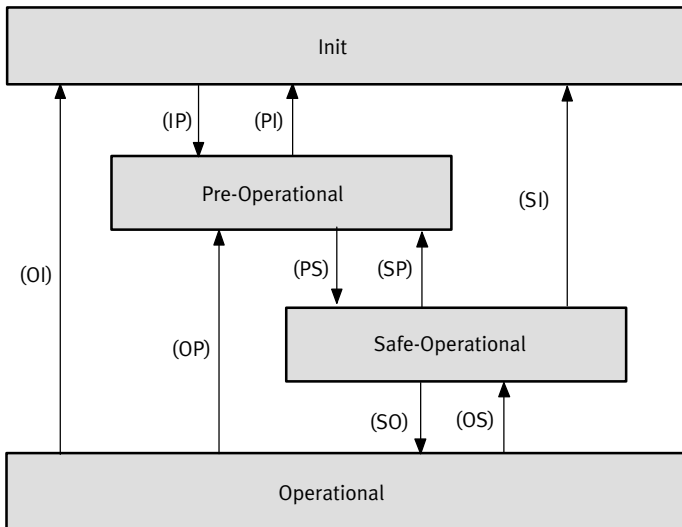 Init
(IP)
(PI)
Pre-Operational
(SI)
(OI)
(PS)
(SP)
(OP)
Safe-Operational
(SO)
(OS)
Operational